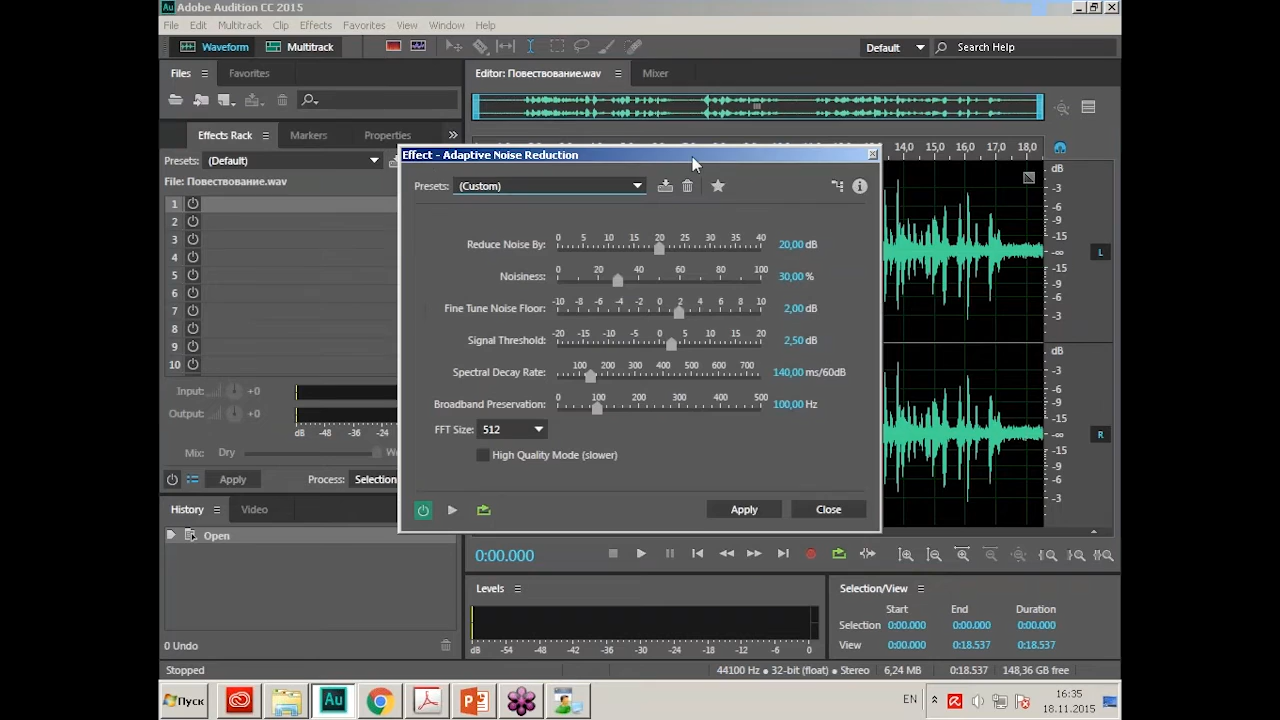 Au Adobe Audition CC 2015
File Edit Multitrack Clip Effects Favorites View Window Help
Waveform Multitrack Default Search Help
Files Favorites Editor: Повествование.wav Mixer
Effects Rack Markers Properties
14,0 15,0 16,0 17,0 18,0
Presets: (Default)
File: Повествование.wav
1
2
3
4
5
6
7
8
9
10
Input: +0
Output: +0
dB -48 -36 -24 -12 0
Mix: Dry
Apply Process: Selection
Effect - Adaptive Noise Reduction
Presets: (Custom)
0 5 10 15 20 25 30 35 40
Reduce Noise By: 20,00 dB
0 20 40 60 80 100
Noisiness: 30,00 %
-10 -8 -6 -4 -2 0 2 4 6 8 10
Fine Tune Noise Floor: 2,00 dB
-20 -15 -10 -5 0 5 10 15 20
Signal Threshold: 2,50 dB
100 200 300 400 500 600 700
Spectral Decay Rate: 140,00 ms/60dB
0 100 200 300 400 500
Broadband Preservation: 100,00 Hz
FFT Size: 512
High Quality Mode (slower)
Apply Close
dB
-3
-6
-9
-15
-∞
-15
-9
-6
-3
L
dB
-3
-6
-9
-15
-∞
-15
-9
-6
-3
R
History Video
Open
0 Undo
0:00.000
Levels
dB -54 -48 -42 -36 -30 -24 -18 -12 -6 0
Selection/View
Start End Duration
Selection 0:00.000 0:00.000 0:00.000
View 0:00.000 0:18.537 0:18.537
Stopped 44100 Hz • 32-bit (float) • Stereo 6,24 MB 0:18.537 148,36 GB free
Пуск Au EN 16:35
18.11.2015